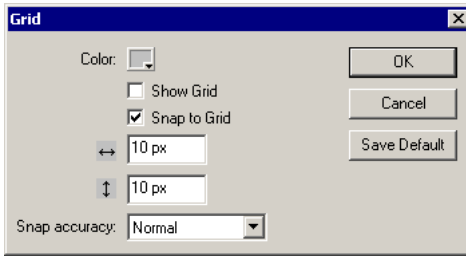 Grid
Color:
OK
Show Grid
Cancel
Snap to Grid
10 px
Save Default
10 px
Snap accuracy: Normal